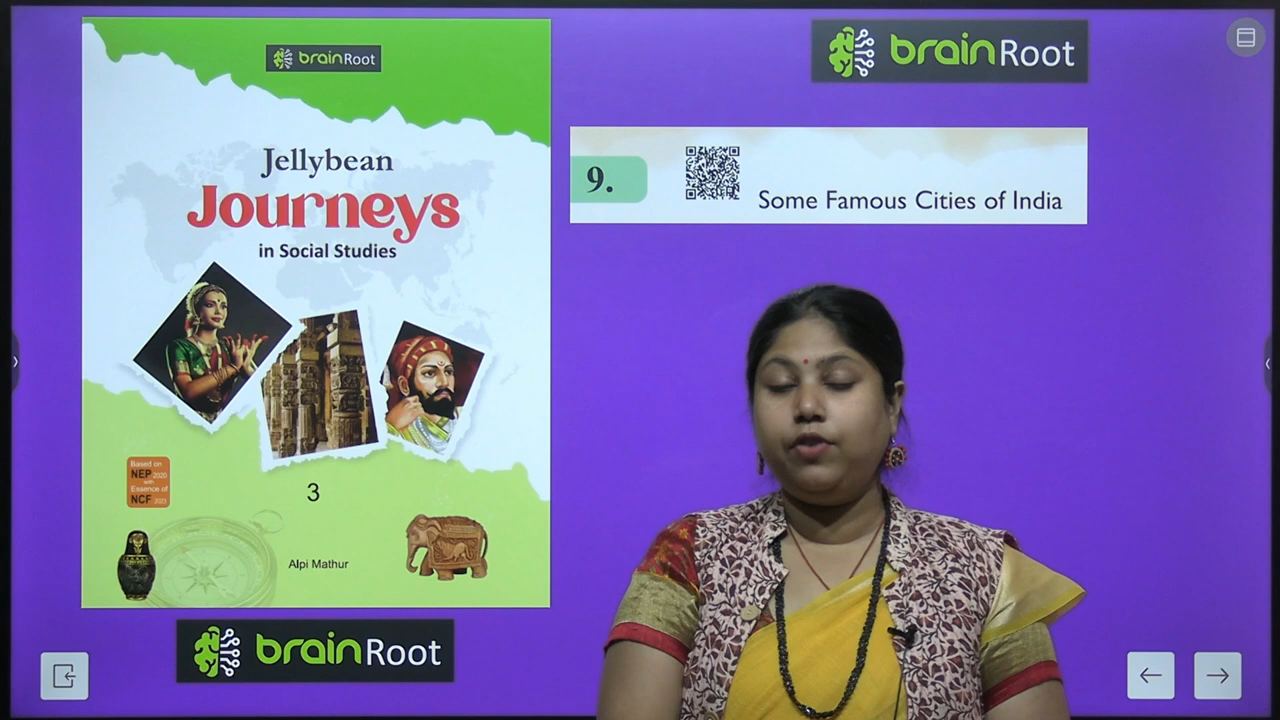 brainRoot
Jellybean
Journeys
in Social Studies
Based on
NEP 2020
with
Essence of
NCF 2023
3
Alpi Mathur
brainRoot
brainRoot
9.
Some Famous Cities of India